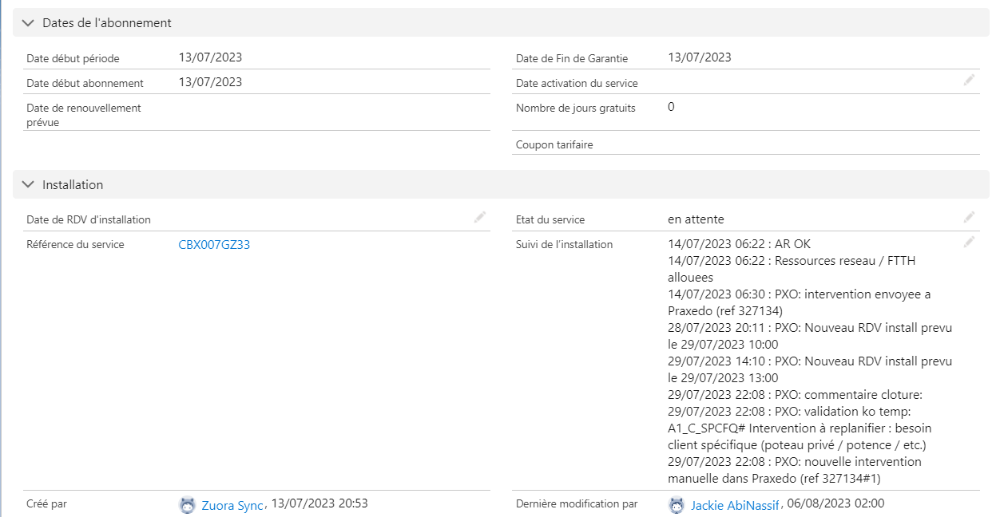 Dates de l'abonnement
Date début période 13/07/2023 Date de Fin de Garantie 13/07/2023
Date début abonnement 13/07/2023 Date activation du service
Date de renouvellement Nombre de jours gratuits 0
prévue
Coupon tarifaire
Installation
Date de RDV d'installation Etat du service en attente
Référence du service CBX007GZ33 Suivi de l'installation 14/07/2023 06:22 : AR OK
14/07/2023 06:22 : Ressources reseau / FTTH
allouees
14/07/2023 06:30 : PXO: intervention envoyee a
Praxedo (ref 327134)
28/07/2023 20:11 : PXO: Nouveau RDV install prevu
le 29/07/2023 10:00
29/07/2023 14:10 : PXO: Nouveau RDV install prevu
le 29/07/2023 13:00
29/07/2023 22:08 : PXO: commentaire cloture:
29/07/2023 22:08 : PXO: validation ko temp:
A1_C_SPCFQ# Intervention à replanifier : besoin
client spécifique (poteau privé / potence / etc.)
29/07/2023 22:08 : PXO: nouvelle intervention
manuelle dans Praxedo (ref 327134#1)
Créé par Zuora Sync, 13/07/2023 20:53 Dernière modification par Jackie AbiNassif, 06/08/2023 02:00